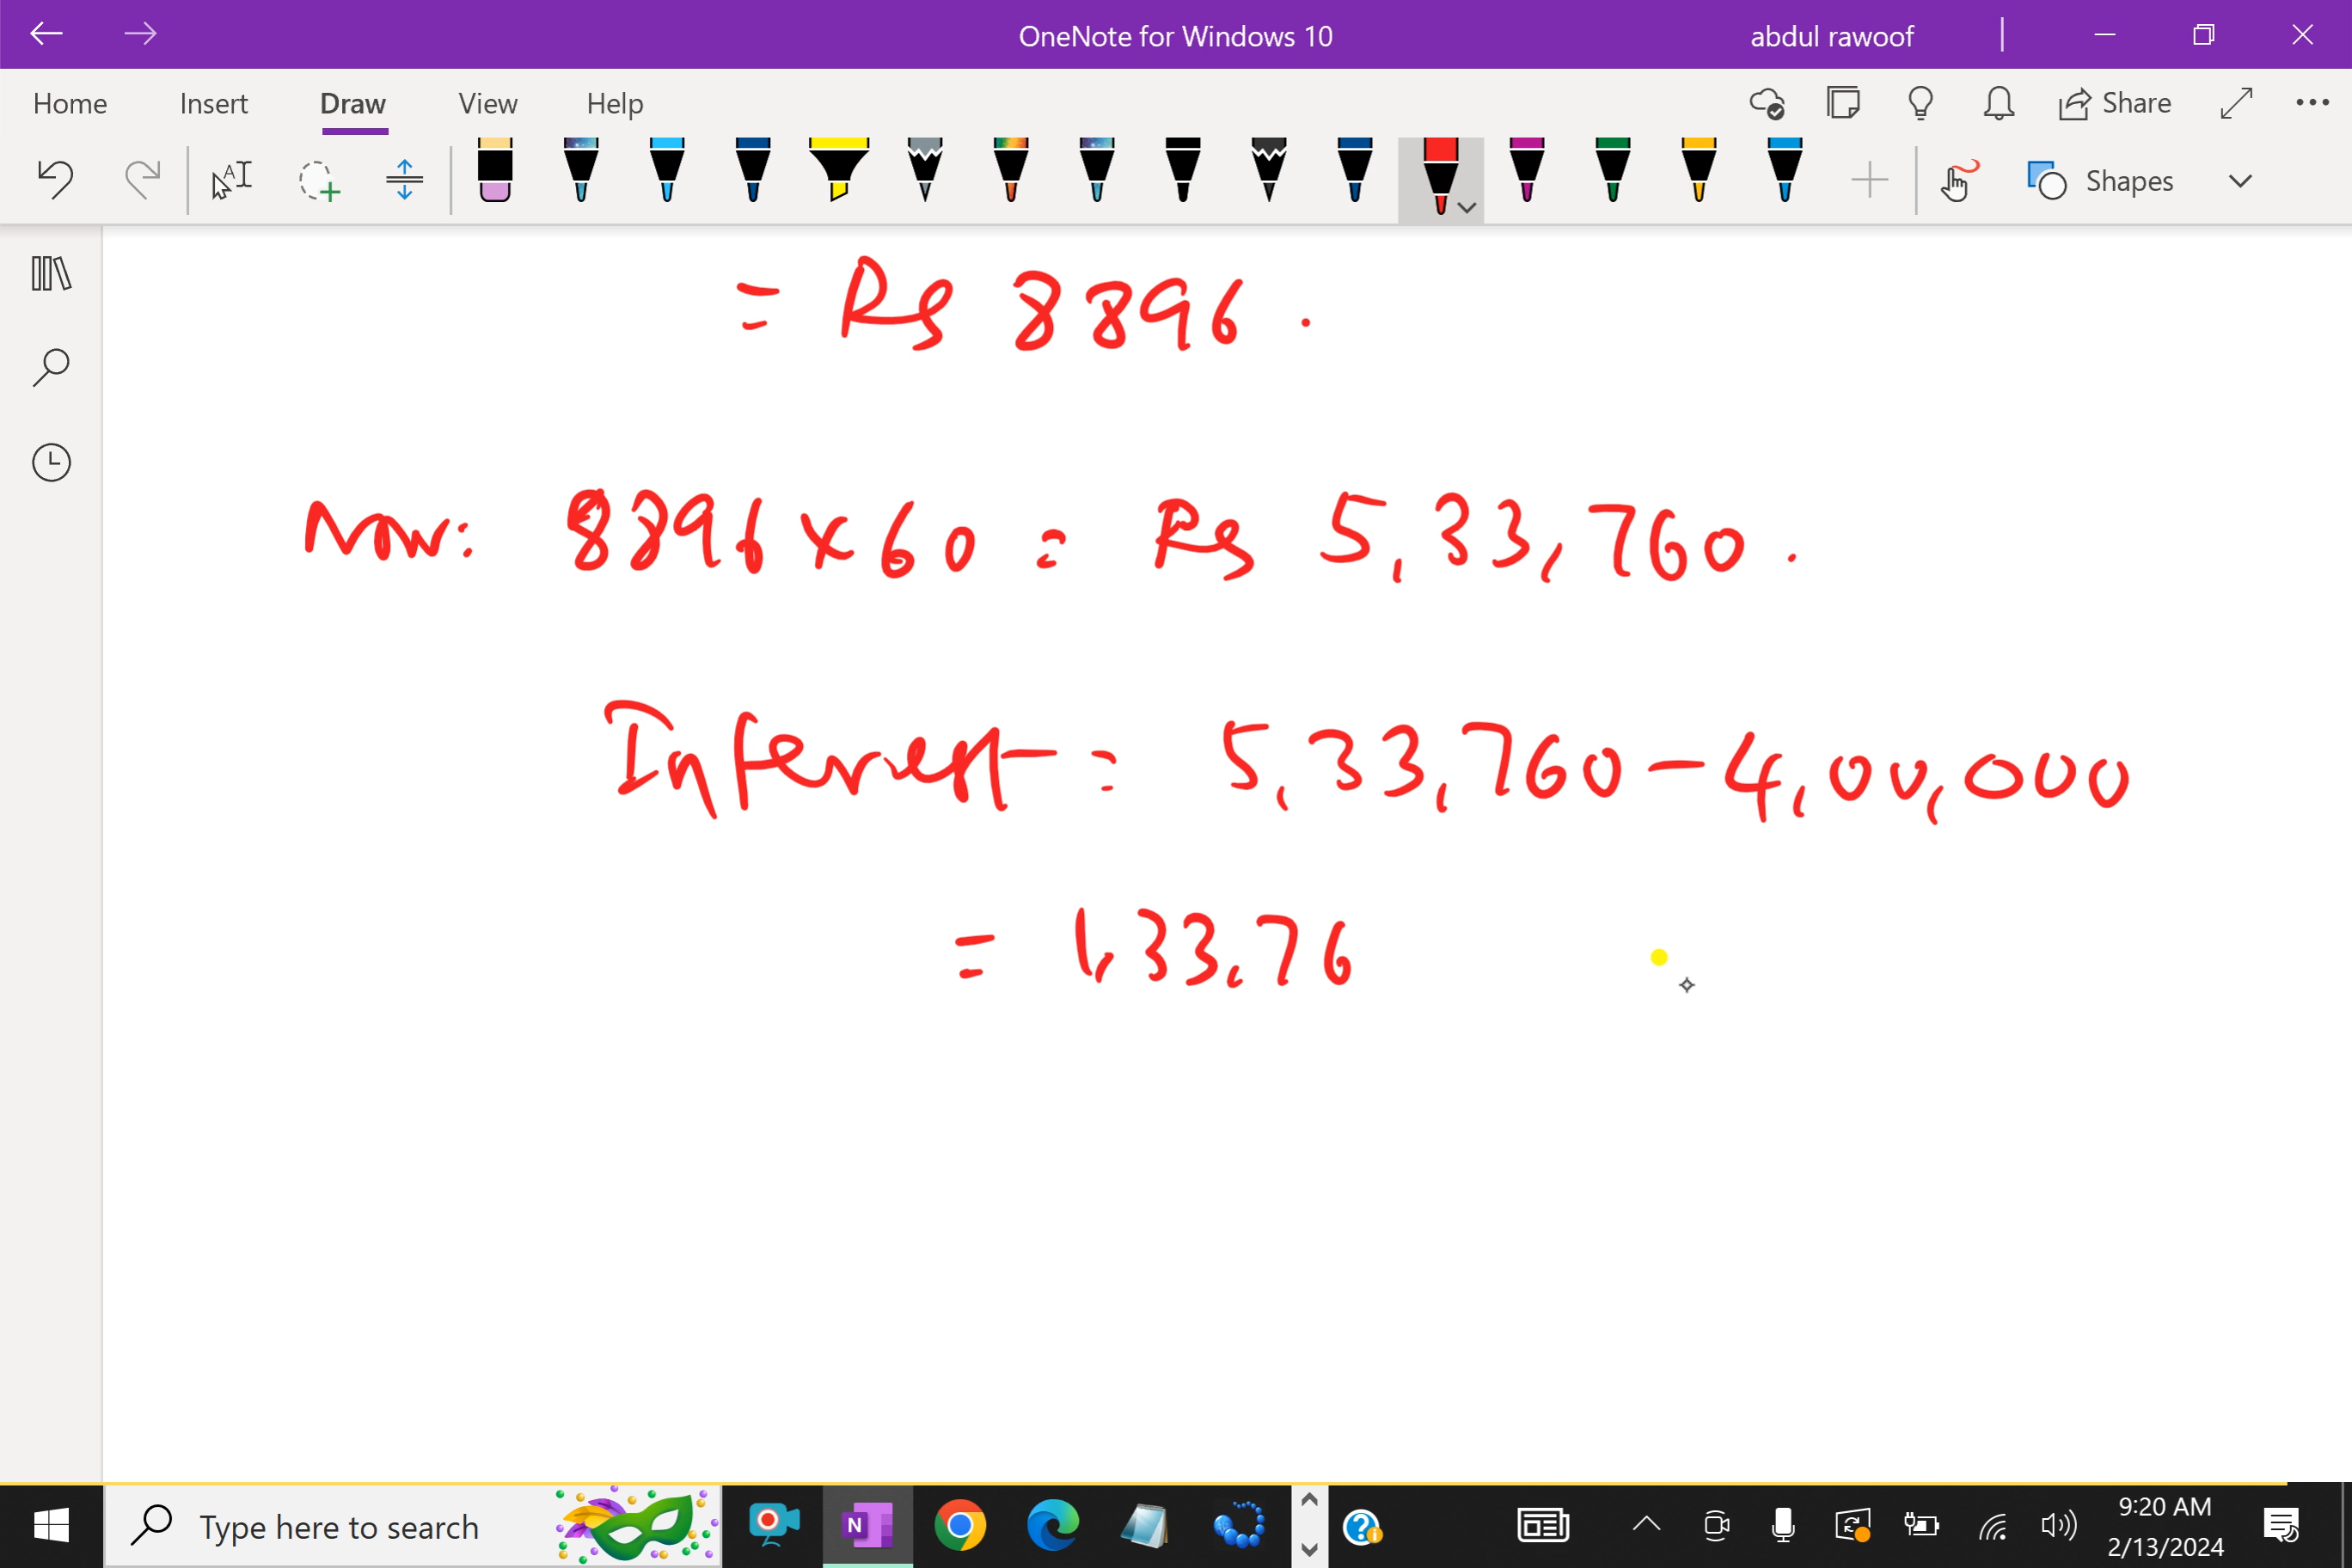 OneNote for Windows 10 abdul rawoof
Home Insert Draw View Help Share
Shapes
= Rs 8896.
Now: 8896 × 60 = Rs 5,33,760.
Interest = 5,33,760 - 4,00,000
= 1,33,76
Type here to search
9:20 AM
2/13/2024